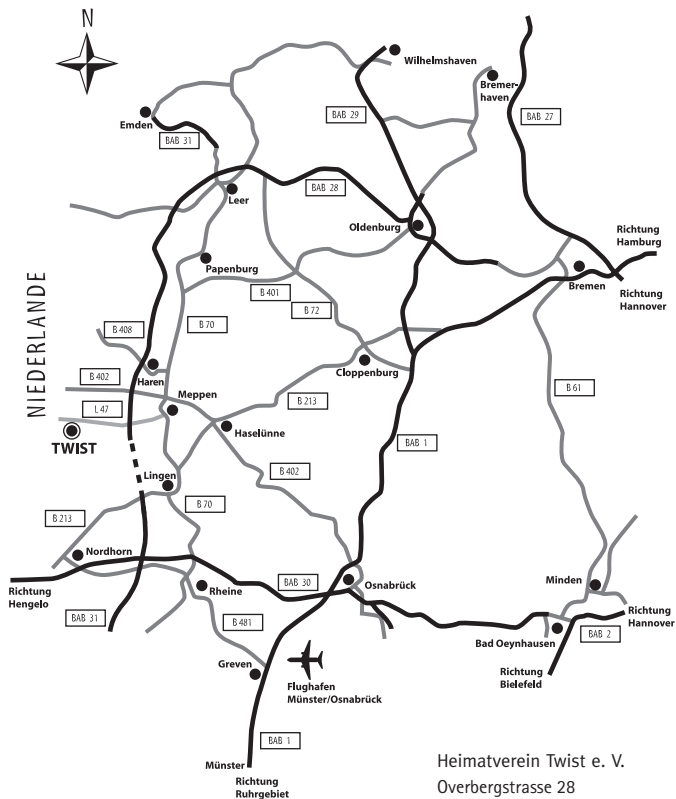 N
Wilhelmshaven
Bremer-
haven
Emden
BAB 29
BAB 27
BAB 31
BAB 28
Leer
Oldenburg
Richtung
Hamburg
Papenburg
Bremen
B 401
Richtung
Hannover
NIEDERLANDE
B 72
B 70
B 408
Haren
Cloppenburg
B 402
B 61
Meppen
B 213
L 47
Haselünne
TWIST
BAB 1
B 402
Lingen
B 70
B 213
Nordhorn
Richtung
Hengelo
BAB 30
Osnabrück
Rheine
Minden
BAB 31
B 481
Richtung
Hannover
Bad Oeynhausen
BAB 2
Greven
Richtung
Bielefeld
Flughafen
Münster/Osnabrück
BAB 1
Münster
Richtung
Ruhrgebiet
Heimatverein Twist e. V.
Overbergstrasse 28